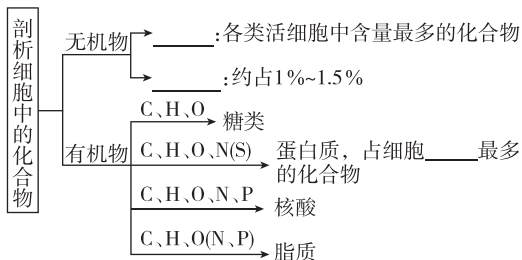 剖析细胞中的化合物
无机物
______:各类活细胞中含量最多的化合物
______:约占1%~1.5%
有机物
C、H、O
糖类
C、H、O、N(S)
蛋白质，占细胞____最多
的化合物
C、H、O、N、P
核酸
C、H、O(N、P)
脂质